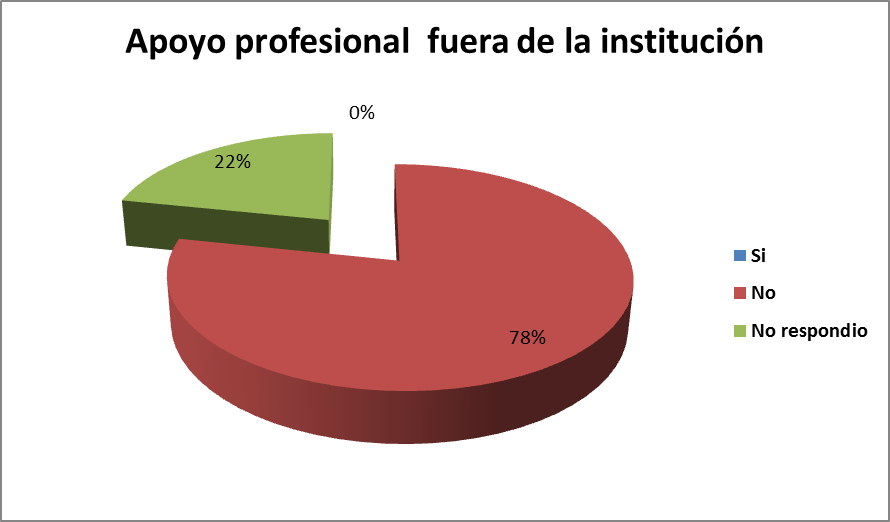 Apoyo profesional  fuera de la institución
0%
22%
78%
Si
No
No respondio